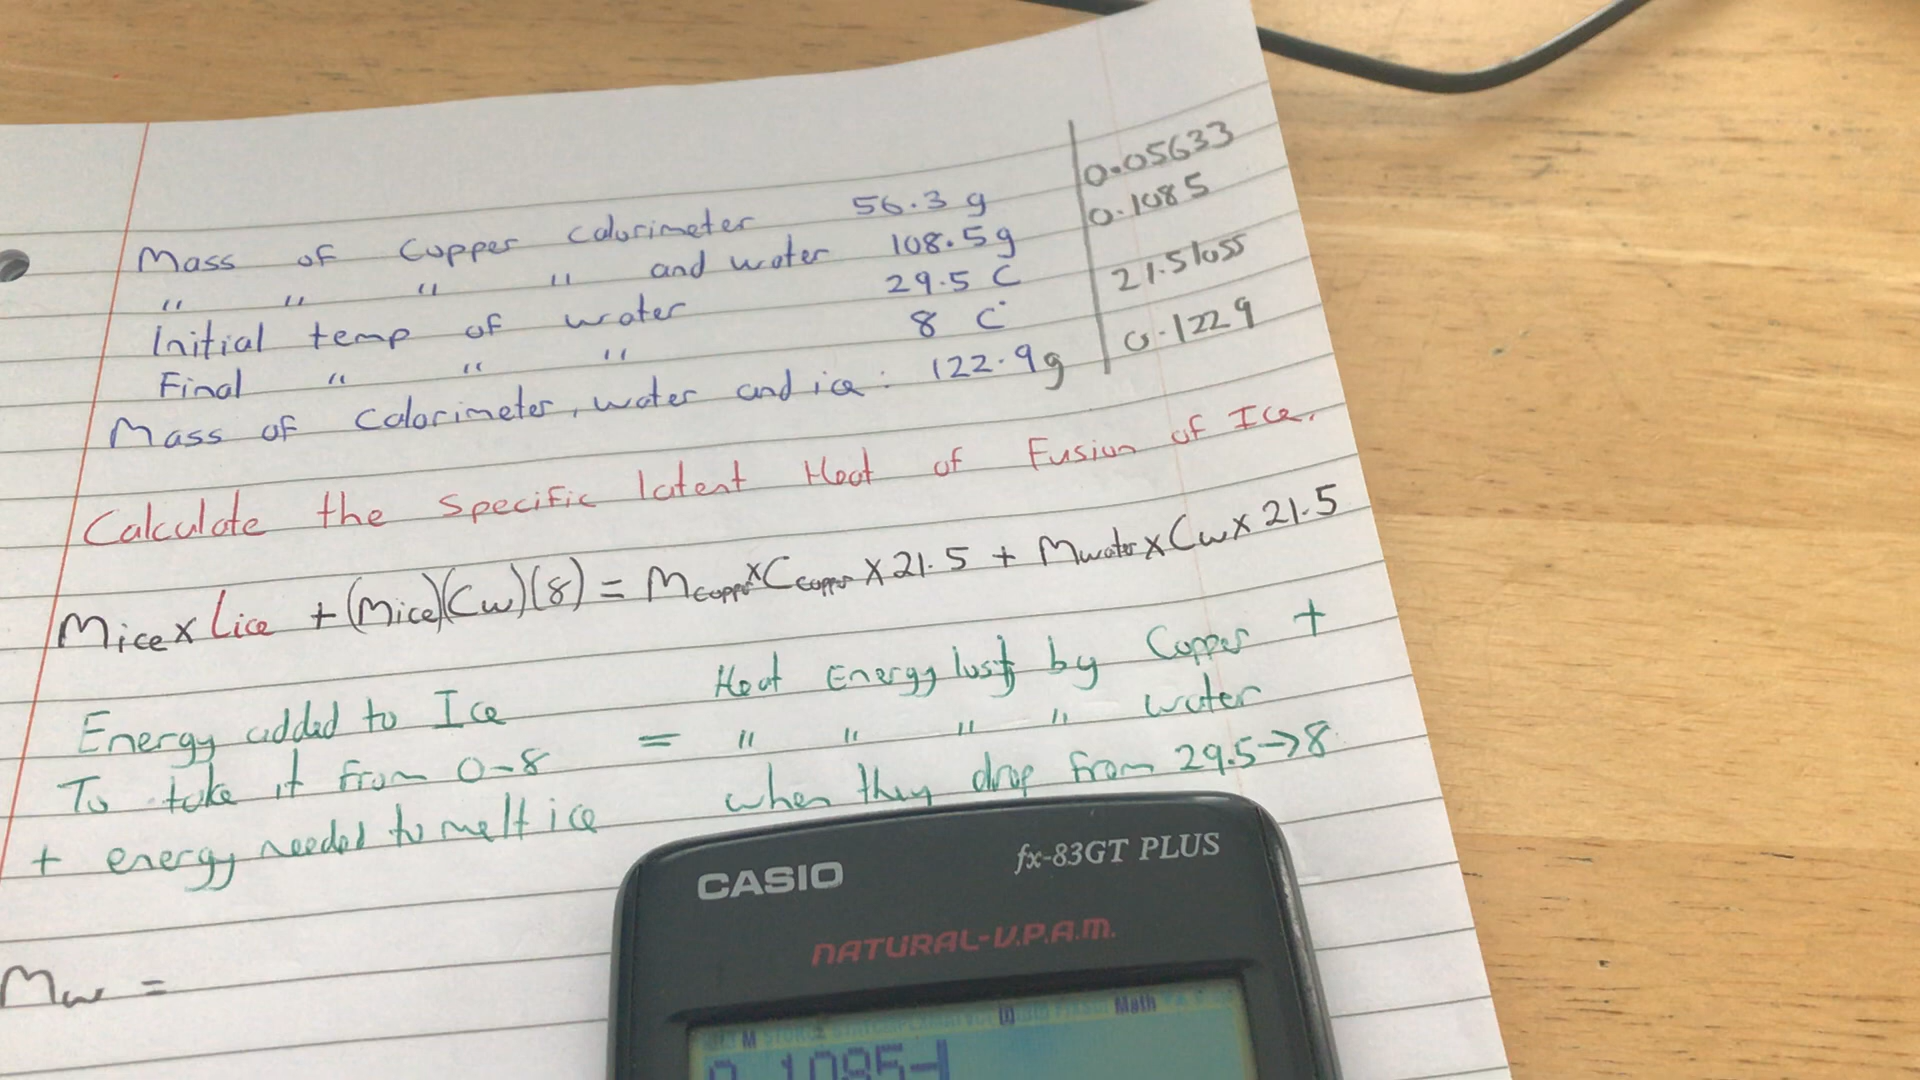 Mass of Copper calorimeter 56.3 g 0.05633
" " " " and water 108.5g 0.1085
Initial temp of water 29.5 C
Final " " " 8 C° 21.5 loss
Mass of Calorimeter, water and ice: 122.9g 0.1229
Calculate the specific latent Heat of Fusion of Ice.
Mice x Lice + (Mice)(Cw)(8) = Mcopper x Ccopper x 21.5 + Mwater x Cw x 21.5
Energy added to Ice = Heat Energy lost by Copper +
To take it from 0-8 " " " " water
+ energy needed to melt ice when they drop from 29.5→8
Mw =
CASIO fx-83GT PLUS
NATURAL-V.P.A.M.
M D Math
0.1085-